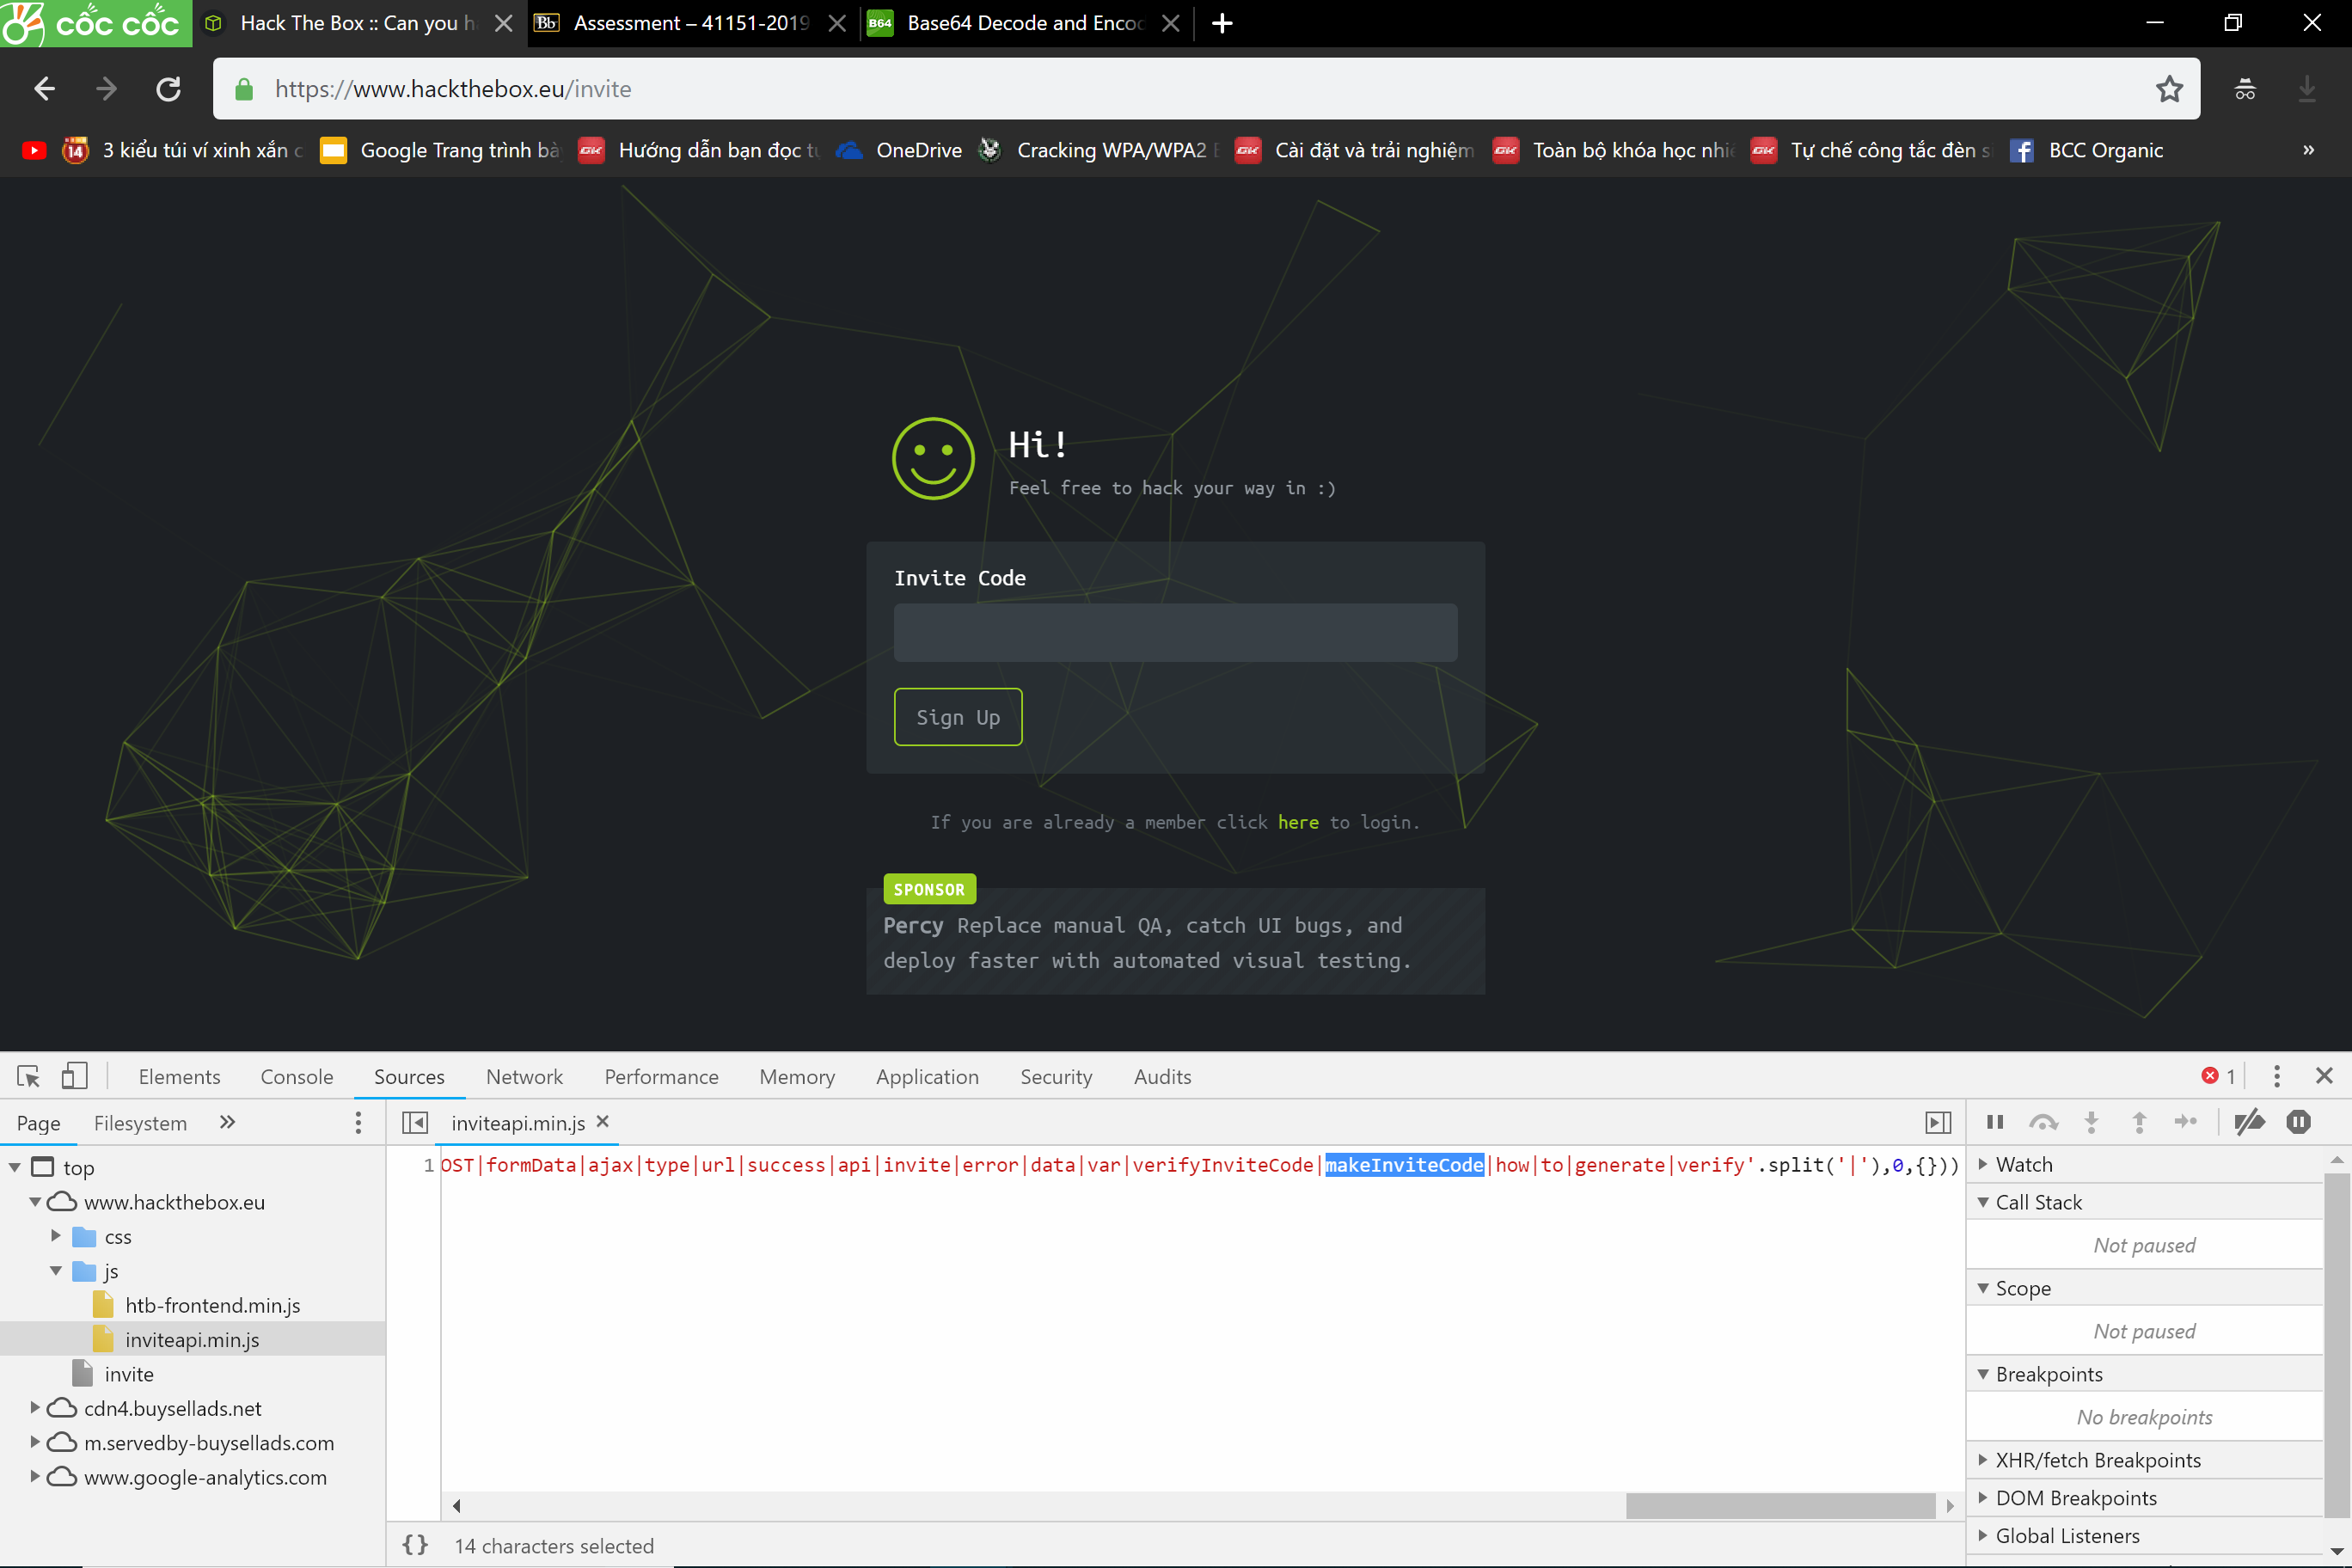 cốc cốc
Hack The Box :: Can you h
Bb Assessment – 41151-2019
B64 Base64 Decode and Enco
https://www.hackthebox.eu/invite
14 3 kiểu túi ví xinh xắn c
Google Trang trình bà
GK Hướng dẫn bạn đọc t
OneDrive
Cracking WPA/WPA2
GK Cài đặt và trải nghiệm
GK Toàn bộ khóa học nhi
GK Tự chế công tắc đèn s
BCC Organic
»
Hi!
Feel free to hack your way in :)
Invite Code
Sign Up
If you are already a member click here to login.
SPONSOR
Percy Replace manual QA, catch UI bugs, and
deploy faster with automated visual testing.
Elements Console Sources Network Performance Memory Application Security Audits 1
Page Filesystem »
inviteapi.min.js
1 OST|formData|ajax|type|url|success|api|invite|error|data|var|verifyInviteCode|makeInviteCode|how|to|generate|verify'.split('|'),0,{}))
top
www.hackthebox.eu
css
js
htb-frontend.min.js
inviteapi.min.js
invite
cdn4.buysellads.net
m.servedby-buysellads.com
www.google-analytics.com
{} 14 characters selected
Watch
Call Stack
Not paused
Scope
Not paused
Breakpoints
No breakpoints
XHR/fetch Breakpoints
DOM Breakpoints
Global Listeners